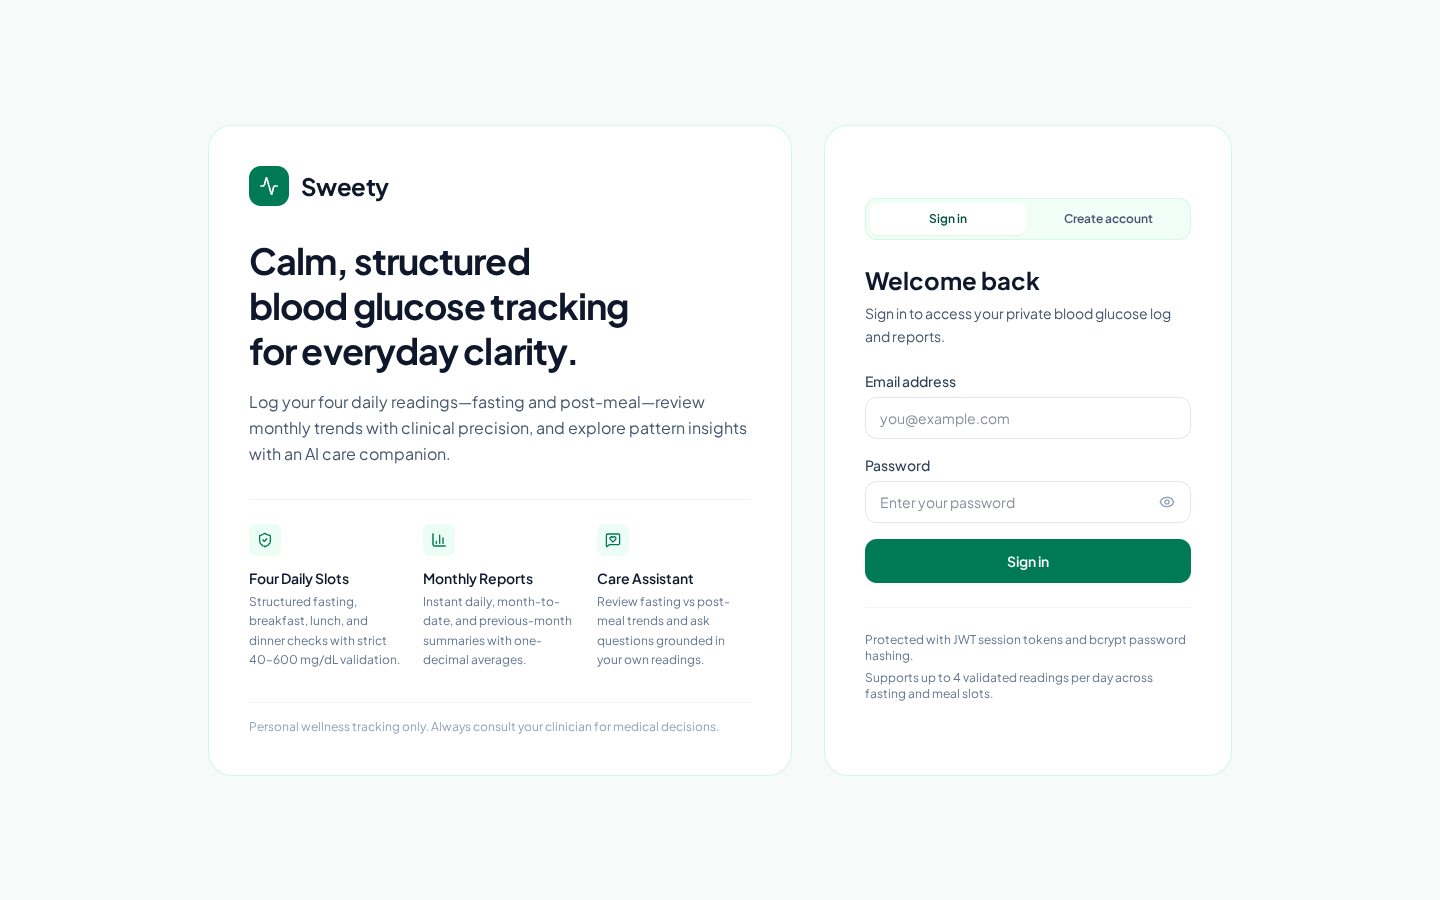 Sweety
Calm, structured
blood glucose tracking
for everyday clarity.
Log your four daily readings—fasting and post-meal—review
monthly trends with clinical precision, and explore pattern insights
with an AI care companion.
Four Daily Slots
Structured fasting,
breakfast, lunch, and
dinner checks with strict
40–600 mg/dL validation.
Monthly Reports
Instant daily, month-to-
date, and previous-month
summaries with one-
decimal averages.
Care Assistant
Review fasting vs post-
meal trends and ask
questions grounded in
your own readings.
Personal wellness tracking only. Always consult your clinician for medical decisions.
Sign in
Create account
Welcome back
Sign in to access your private blood glucose log
and reports.
Email address
you@example.com
Password
Enter your password
Sign in
Protected with JWT session tokens and bcrypt password
hashing.
Supports up to 4 validated readings per day across
fasting and meal slots.